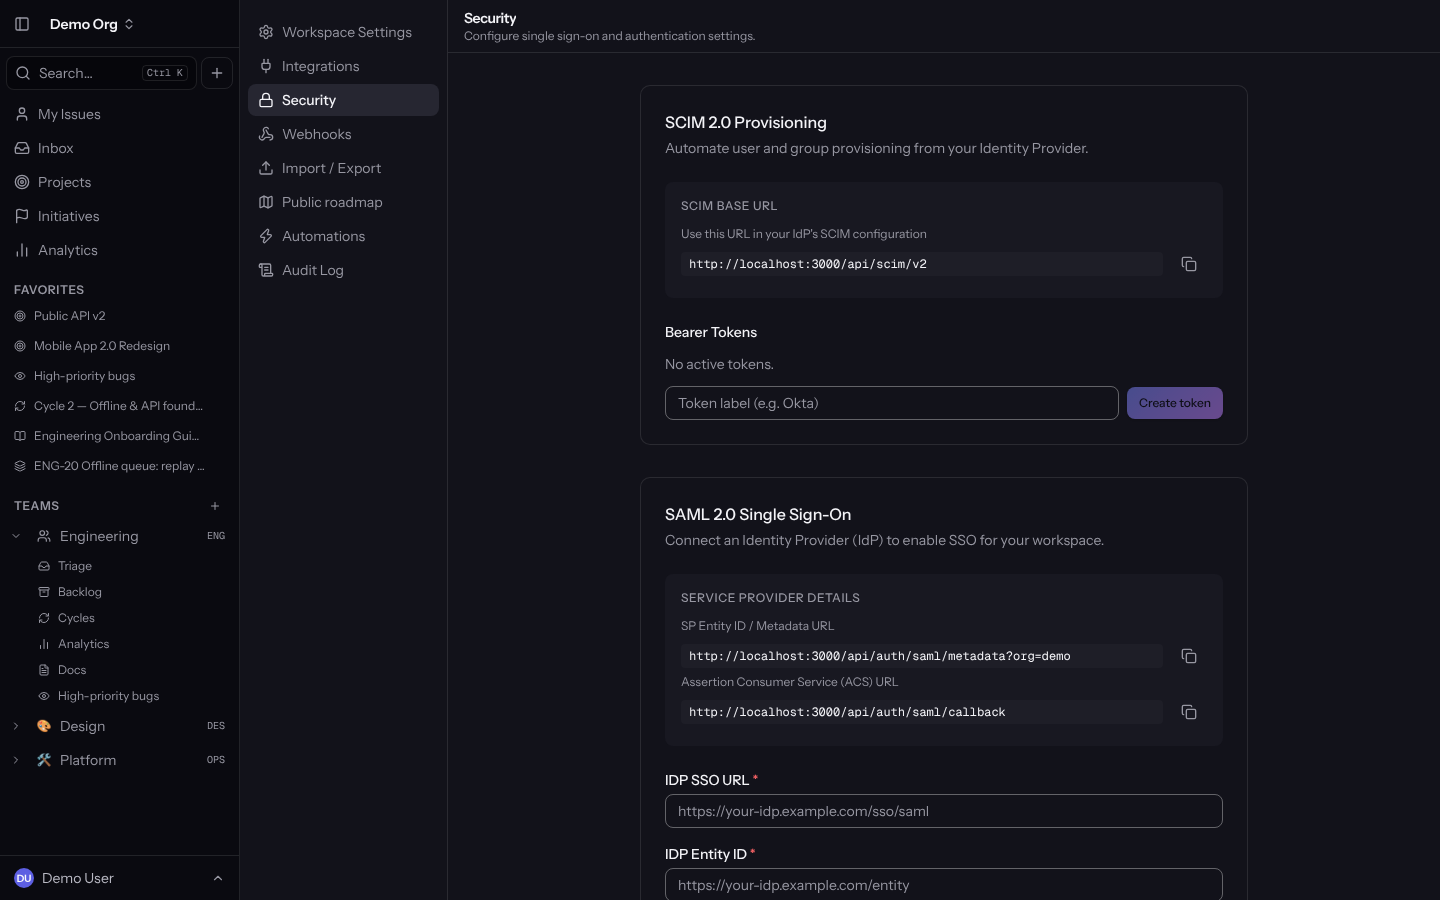 Demo Org
Search...
Ctrl K
My Issues
Inbox
Projects
Initiatives
Analytics
FAVORITES
Public API v2
Mobile App 2.0 Redesign
High-priority bugs
Cycle 2 — Offline & API found...
Engineering Onboarding Gui...
ENG-20 Offline queue: replay ...
TEAMS
Engineering
ENG
Triage
Backlog
Cycles
Analytics
Docs
High-priority bugs
Design
DES
Platform
OPS
DU
Demo User
Workspace Settings
Integrations
Security
Webhooks
Import / Export
Public roadmap
Automations
Audit Log
Security
Configure single sign-on and authentication settings.
SCIM 2.0 Provisioning
Automate user and group provisioning from your Identity Provider.
SCIM BASE URL
Use this URL in your IdP's SCIM configuration
http://localhost:3000/api/scim/v2
Bearer Tokens
No active tokens.
Token label (e.g. Okta)
Create token
SAML 2.0 Single Sign-On
Connect an Identity Provider (IdP) to enable SSO for your workspace.
SERVICE PROVIDER DETAILS
SP Entity ID / Metadata URL
http://localhost:3000/api/auth/saml/metadata?org=demo
Assertion Consumer Service (ACS) URL
http://localhost:3000/api/auth/saml/callback
IDP SSO URL *
https://your-idp.example.com/sso/saml
IDP Entity ID *
https://your-idp.example.com/entity